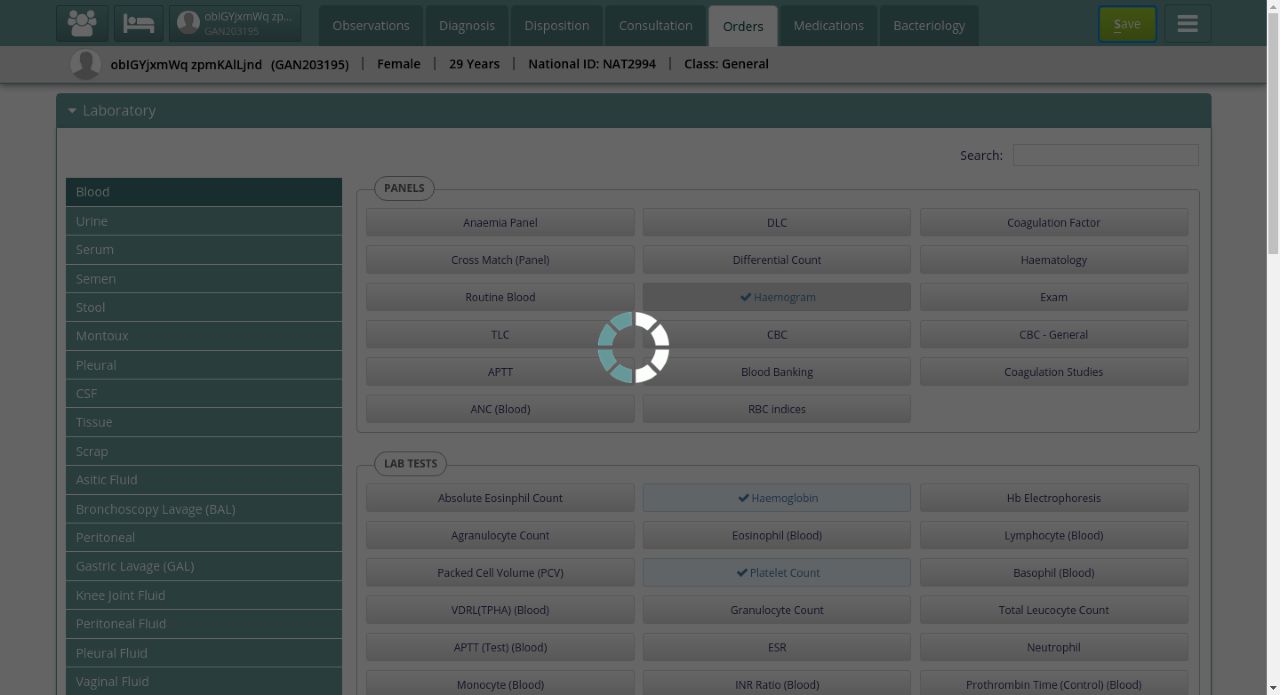 obIGYjxmWq zp...
GAN203195
Observations
Diagnosis
Disposition
Consultation
Orders
Medications
Bacteriology
Save
obIGYjxmWq zpmKAlLjnd (GAN203195) | Female | 29 Years | National ID: NAT2994 | Class: General
Laboratory
Search:
Blood
Urine
Serum
Semen
Stool
Montoux
Pleural
CSF
Tissue
Scrap
Asitic Fluid
Bronchoscopy Lavage (BAL)
Peritoneal
Gastric Lavage (GAL)
Knee Joint Fluid
Peritoneal Fluid
Pleural Fluid
Vaginal Fluid
PANELS
Anaemia Panel
DLC
Coagulation Factor
Cross Match (Panel)
Differential Count
Haematology
Routine Blood
Haemogram
Exam
TLC
CBC
CBC - General
APTT
Blood Banking
Coagulation Studies
ANC (Blood)
RBC indices
LAB TESTS
Absolute Eosinphil Count
Haemoglobin
Hb Electrophoresis
Agranulocyte Count
Eosinophil (Blood)
Lymphocyte (Blood)
Packed Cell Volume (PCV)
Platelet Count
Basophil (Blood)
VDRL(TPHA) (Blood)
Granulocyte Count
Total Leucocyte Count
APTT (Test) (Blood)
ESR
Neutrophil
Monocyte (Blood)
INR Ratio (Blood)
Prothrombin Time (Control) (Blood)